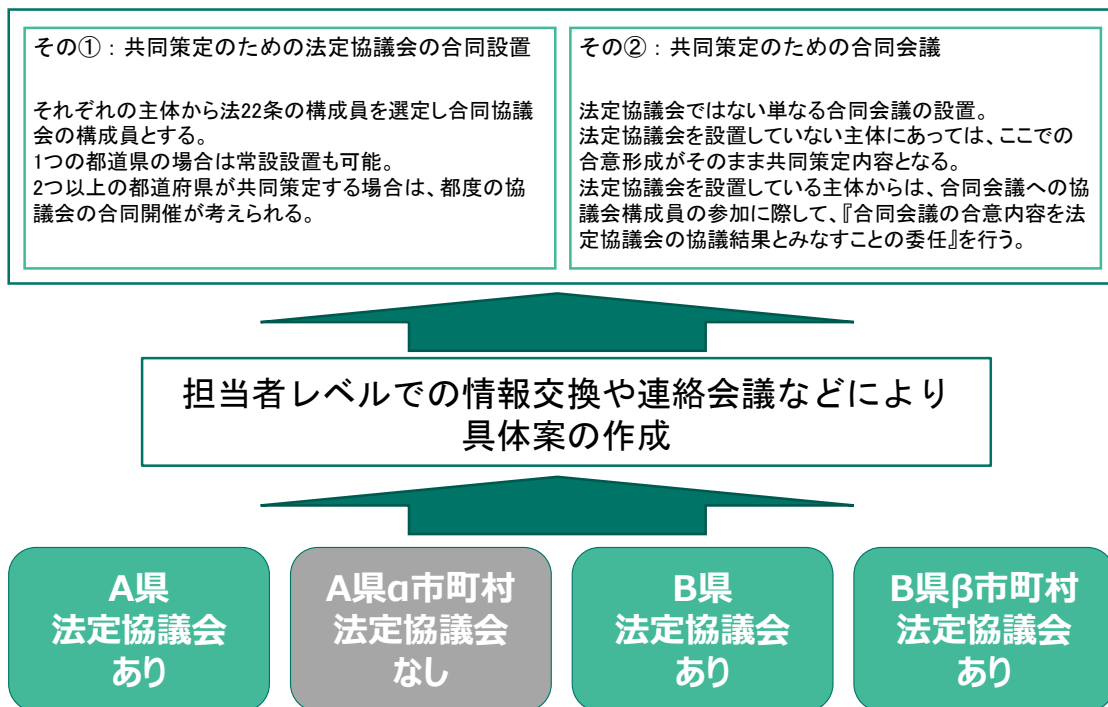 その①：共同策定のための法定協議会の合同設置
それぞれの主体から法22条の構成員を選定し合同協議
会の構成員とする。
1つの都道県の場合は常設設置も可能。
2つ以上の都道府県が共同策定する場合は、都度の協
議会の合同開催が考えられる。
その②：共同策定のための合同会議
法定協議会ではない単なる合同会議の設置。
法定協議会を設置していない主体にあっては、ここでの
合意形成がそのまま共同策定内容となる。
法定協議会を設置している主体からは、合同会議への協
議会構成員の参加に際して、『合同会議の合意内容を法
定協議会の協議結果とみなすことの委任』を行う。
担当者レベルでの情報交換や連絡会議などにより
具体案の作成
A県
法定協議会
あり
A県α市町村
法定協議会
なし
B県
法定協議会
あり
B県β市町村
法定協議会
あり